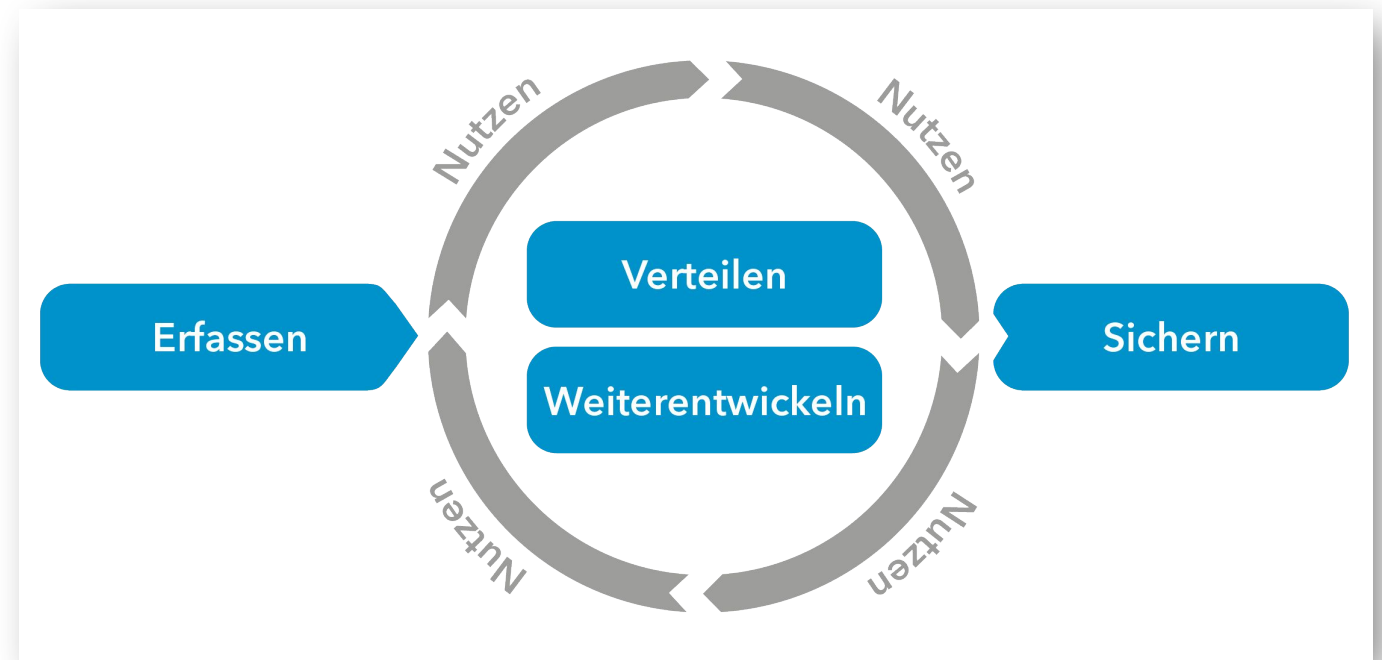 Nutzen
Nutzen
Verteilen
Erfassen
Sichern
Weiterentwickeln
Nutzen
Nutzen